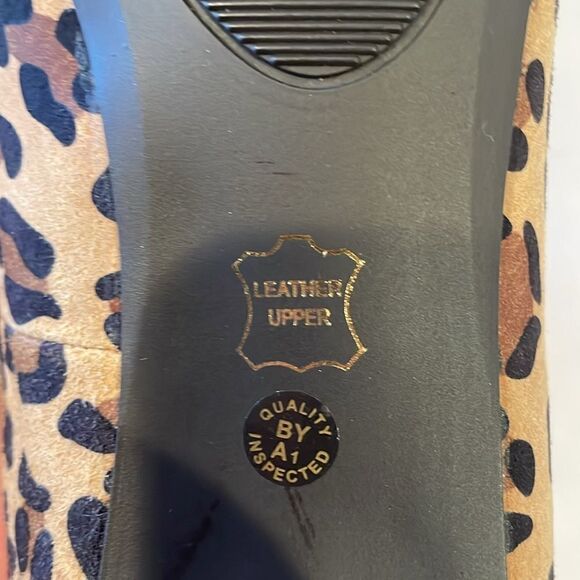 LEATHER
UPPER
QUALITY
BY
A1
INSPECTED